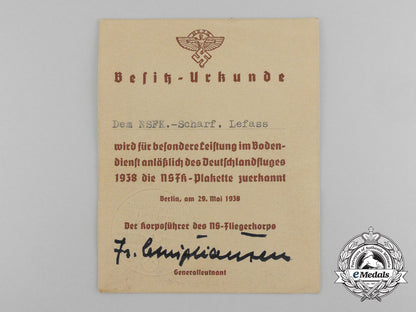 Besitz-Urkunde
Dem NSFK.-Scharf. Lefass
wird für besondere Leistung im Boden-
dienst anläßlich des Deutschlandfluges
1938 die NSFK-Plakette zuerkannt
Berlin, am 29. Mai 1938
Der Korpsführer des NS-Fliegerkorps
Generalleutnant
eMedals